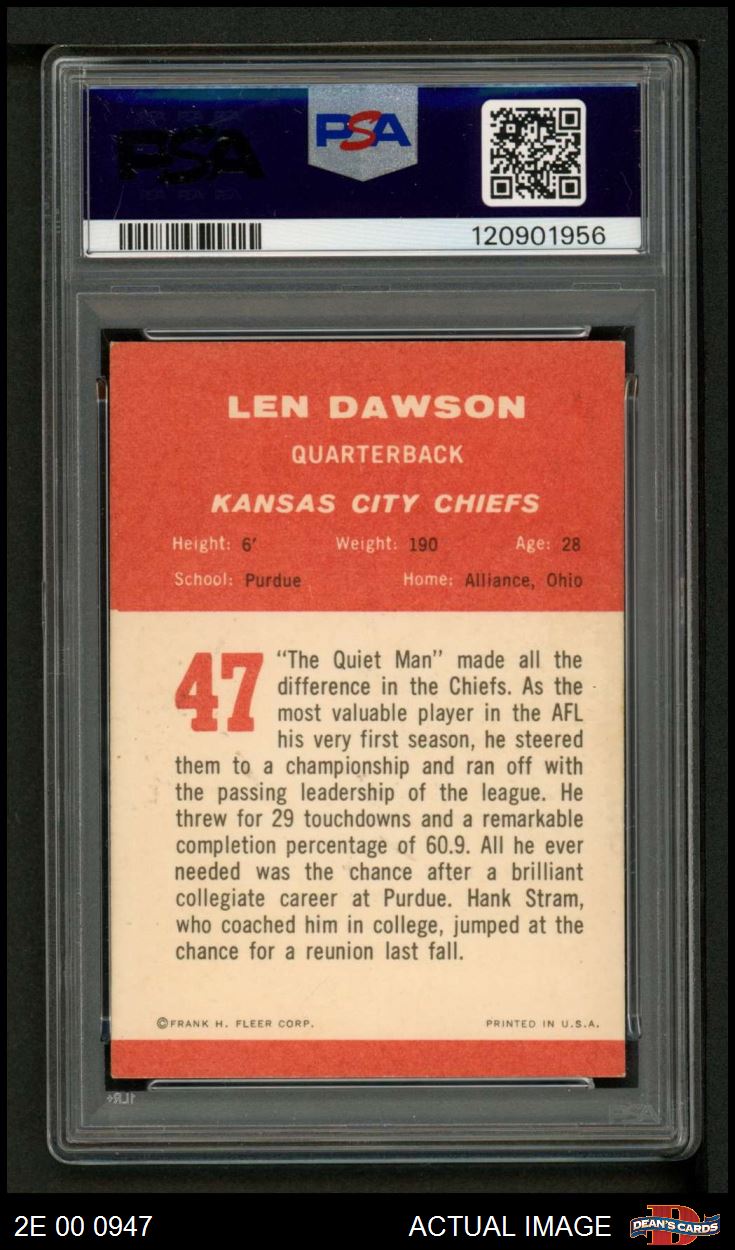 PSA
PSA
120901956
LEN DAWSON
QUARTERBACK
KANSAS CITY CHIEFS
Height: 6' Weight: 190 Age: 28
School: Purdue Home: Alliance, Ohio
47
"The Quiet Man" made all the
difference in the Chiefs. As the
most valuable player in the AFL
his very first season, he steered
them to a championship and ran off with
the passing leadership of the league. He
threw for 29 touchdowns and a remarkable
completion percentage of 60.9. All he ever
needed was the chance after a brilliant
collegiate career at Purdue. Hank Stram,
who coached him in college, jumped at the
chance for a reunion last fall.
©FRANK H. FLEER CORP. PRINTED IN U.S.A.
1LR+
PSA
2E 00 0947 ACTUAL IMAGE DEAN'S CARDS